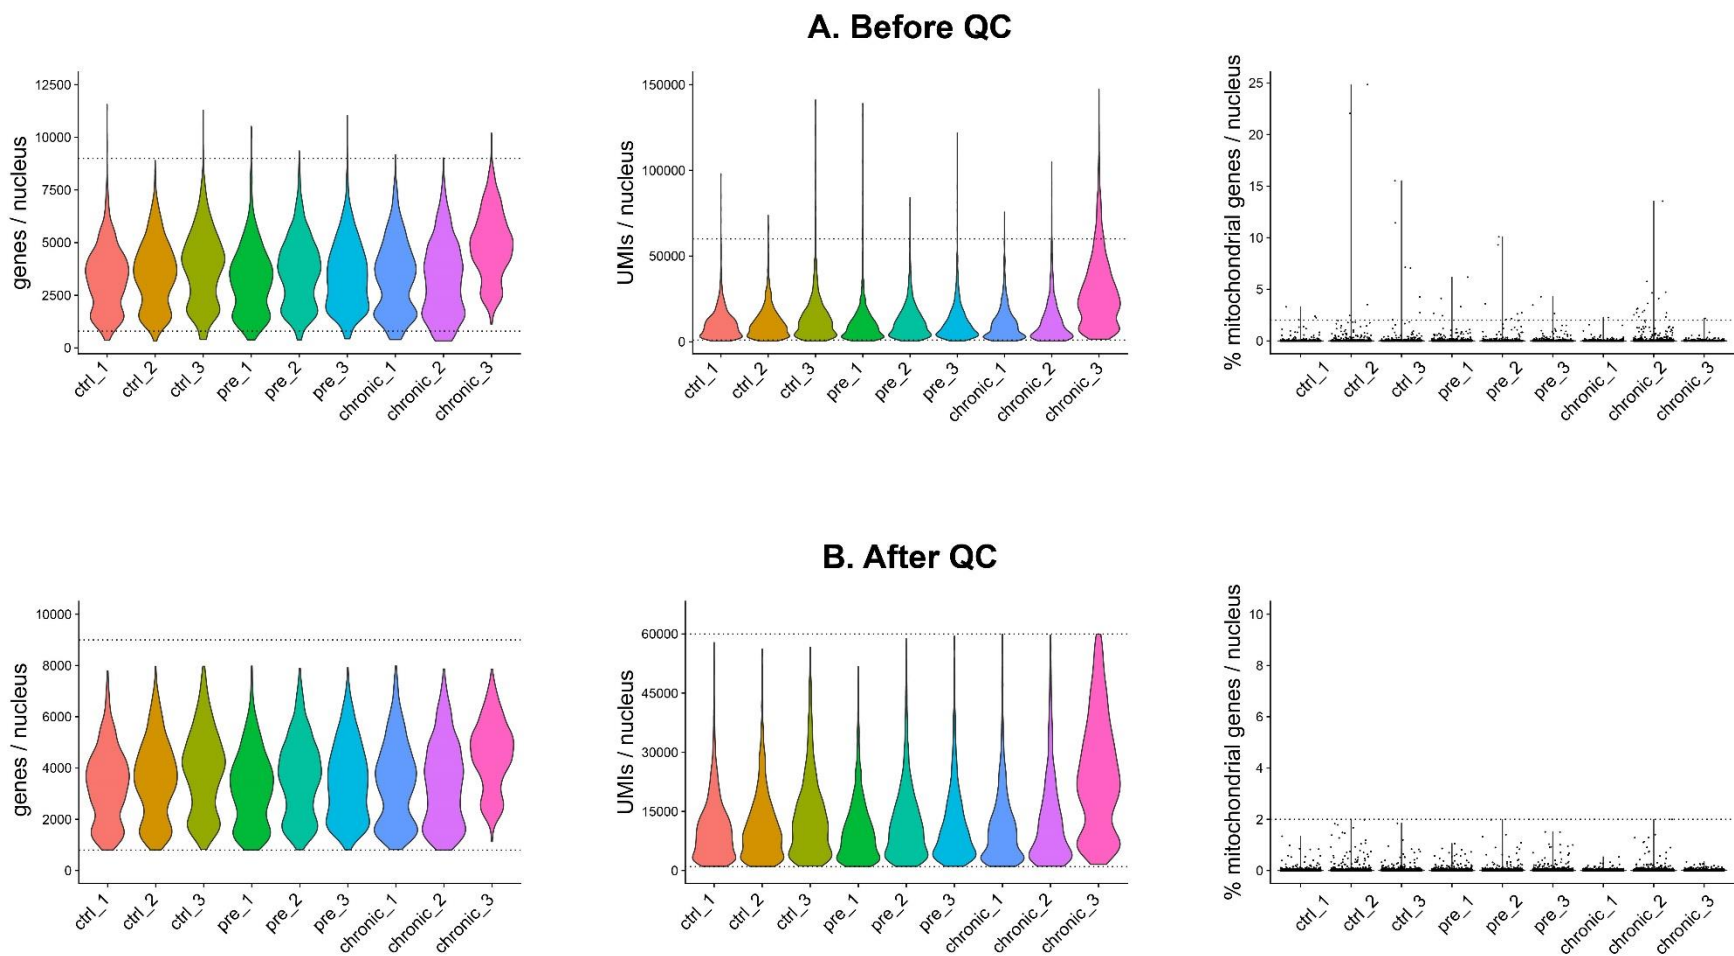 A. Before QC
genes / nucleus
12500
10000
7500
5000
2500
0
ctrl_1
ctrl_2
ctrl_3
pre_1
pre_2
pre_3
chronic_1
chronic_2
chronic_3
UMIs / nucleus
150000
100000
50000
0
ctrl_1
ctrl_2
ctrl_3
pre_1
pre_2
pre_3
chronic_1
chronic_2
chronic_3
% mitochondrial genes / nucleus
25
20
15
10
5
0
ctrl_1
ctrl_2
ctrl_3
pre_1
pre_2
pre_3
chronic_1
chronic_2
chronic_3
B. After QC
genes / nucleus
10000
8000
6000
4000
2000
0
ctrl_1
ctrl_2
ctrl_3
pre_1
pre_2
pre_3
chronic_1
chronic_2
chronic_3
UMIs / nucleus
60000
45000
30000
15000
0
ctrl_1
ctrl_2
ctrl_3
pre_1
pre_2
pre_3
chronic_1
chronic_2
chronic_3
% mitochondrial genes / nucleus
10
8
6
4
2
0
ctrl_1
ctrl_2
ctrl_3
pre_1
pre_2
pre_3
chronic_1
chronic_2
chronic_3